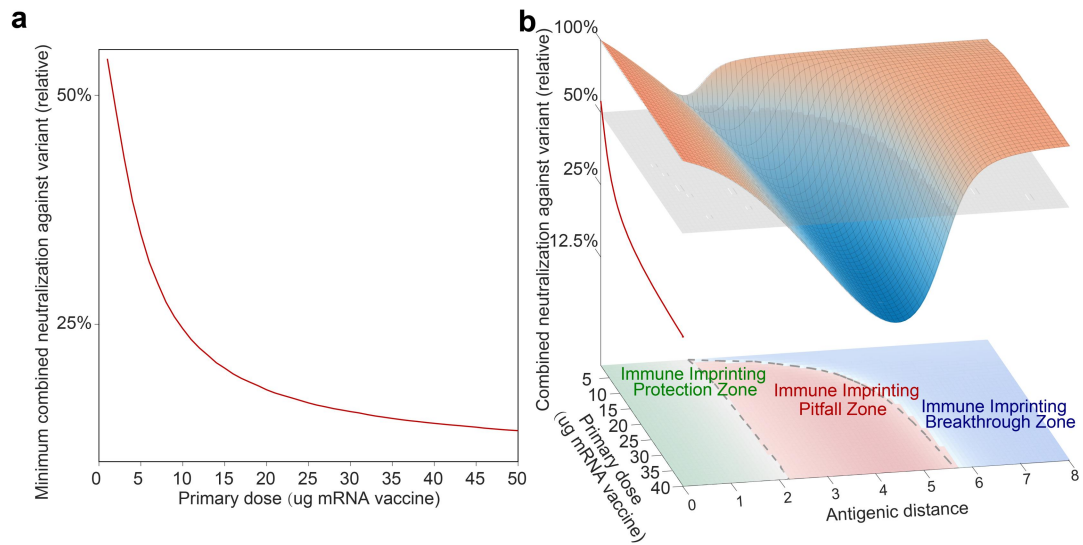 a
Minimum combined neutralization against variant (relative)
50%
25%
0
5
10
15
20
25
30
35
40
45
50
Primary dose (ug mRNA vaccine)
b
Combined neutralization against variant (relative)
100%
50%
25%
12.5%
Immune Imprinting
Protection Zone
Immune Imprinting
Pitfall Zone
Immune Imprinting
Breakthrough Zone
5
10
15
20
25
30
35
40
Primary dose
(ug mRNA vaccine)
0
1
2
3
4
5
6
7
8
Antigenic distance